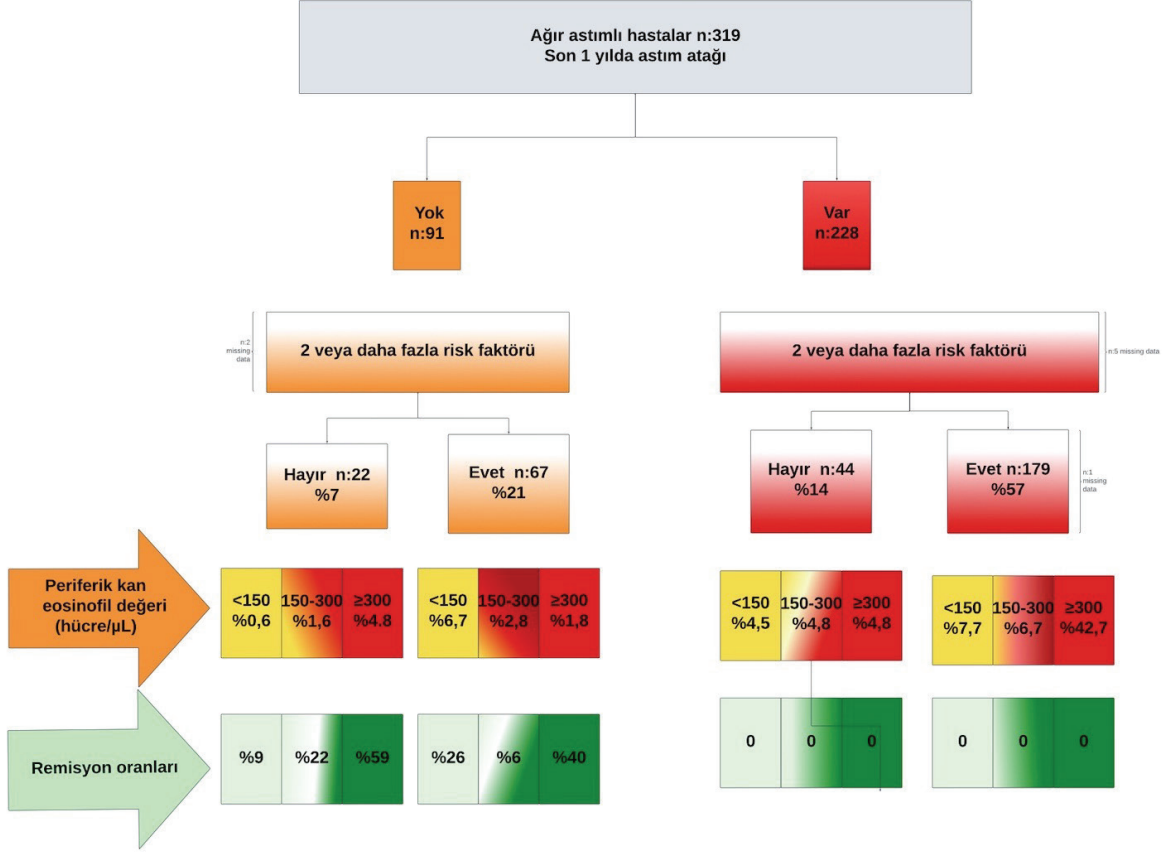 Ağır astımlı hastalar n:319
Son 1 yılda astım atağı
Yok
n:91
Var
n:228
n:2
missing
data
2 veya daha fazla risk faktörü
2 veya daha fazla risk faktörü
n:5 missing data
Hayır n:22
%7
Evet n:67
%21
Hayır n:44
%14
Evet n:179
%57
n:1
missing
data
Periferik kan
eosinofil değeri
(hücre/µL)
<150 150-300 ≥300
%0,6 %1,6 %4.8
<150 150-300 ≥300
%6,7 %2,8 %1,8
<150 150-300 ≥300
%4,5 %4,8 %4,8
<150 150-300 ≥300
%7,7 %6,7 %42,7
Remisyon oranları
%9 %22 %59
%26 %6 %40
0 0 0
0 0 0